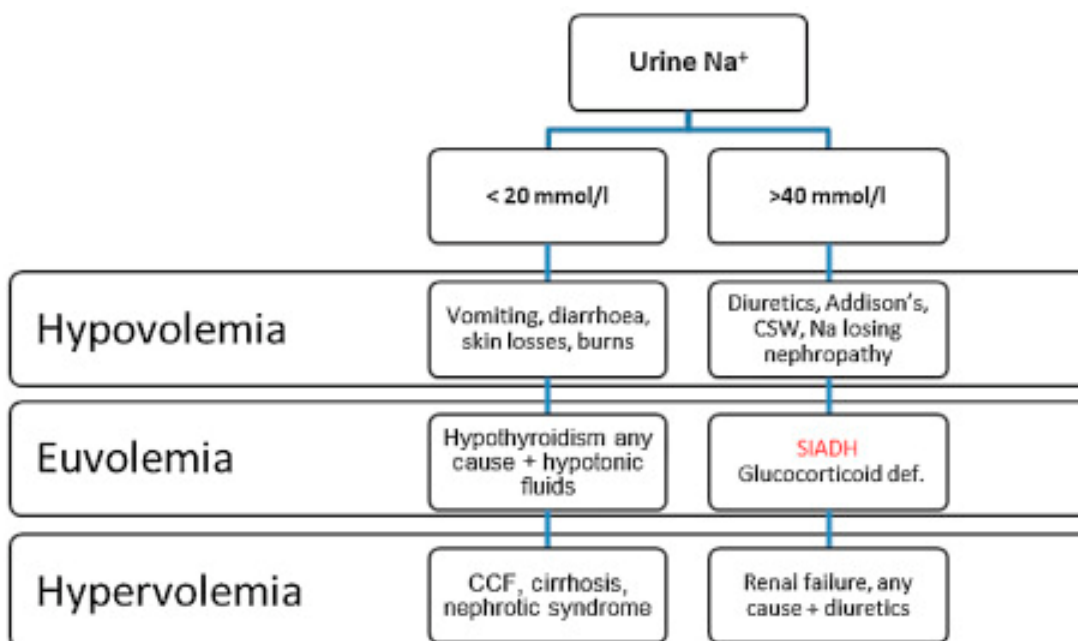 Urine Na⁺
< 20 mmol/l
>40 mmol/l
Hypovolemia
Vomiting, diarrhoea,
skin losses, burns
Diuretics, Addison's,
CSW, Na losing
nephropathy
Euvolemia
Hypothyroidism any
cause + hypotonic
fluids
SIADH
Glucocorticoid def.
Hypervolemia
CCF, cirrhosis,
nephrotic syndrome
Renal failure, any
cause + diuretics